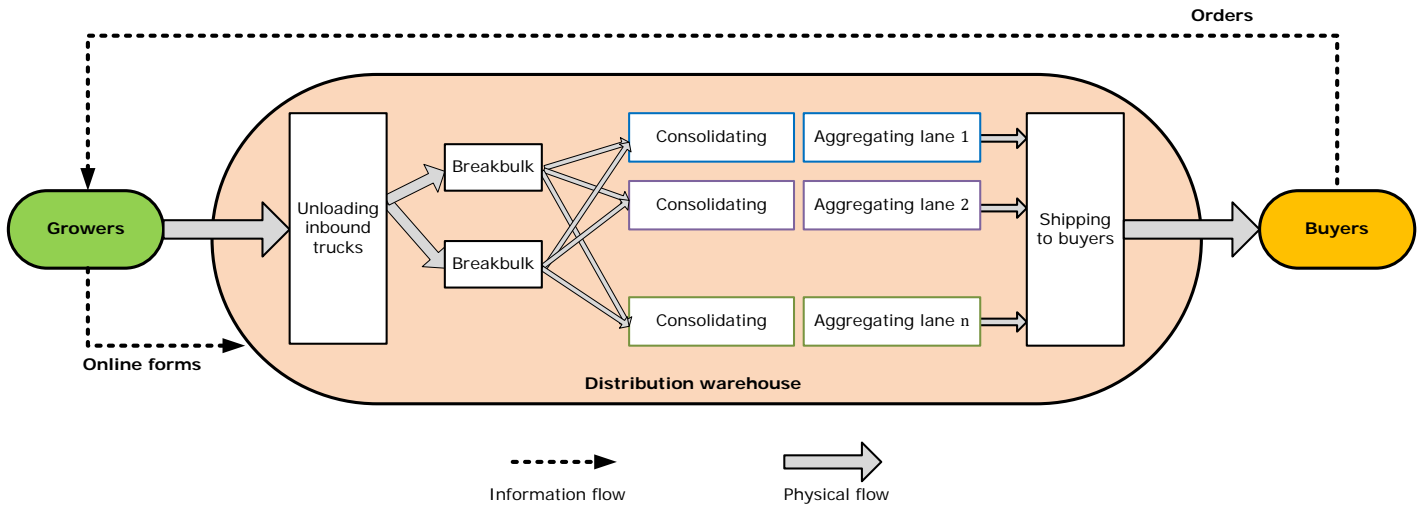 Orders
Growers
Unloading
inbound
trucks
Breakbulk
Breakbulk
Consolidating
Aggregating lane 1
Consolidating
Aggregating lane 2
Consolidating
Aggregating lane n
Shipping
to buyers
Buyers
Online forms
Distribution warehouse
Information flow
Physical flow